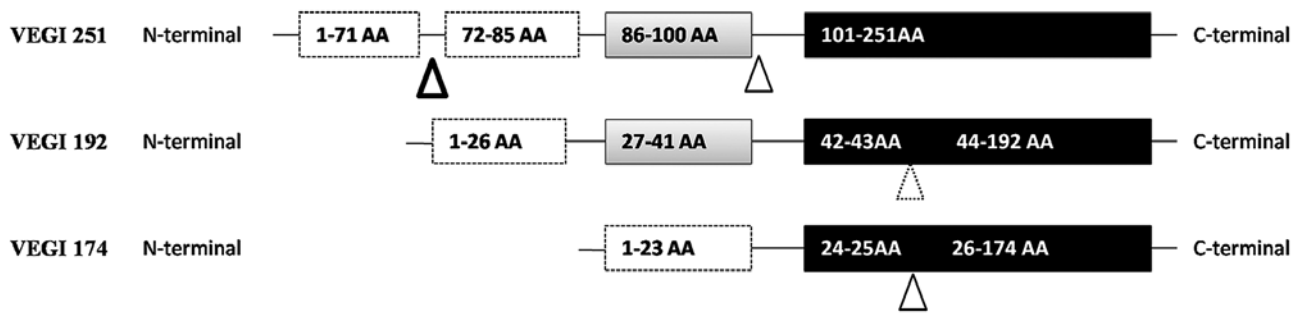 VEGI 251 N-terminal 1-71 AA 72-85 AA 86-100 AA 101-251AA C-terminal
VEGI 192 N-terminal 1-26 AA 27-41 AA 42-43AA 44-192 AA C-terminal
VEGI 174 N-terminal 1-23 AA 24-25AA 26-174 AA C-terminal